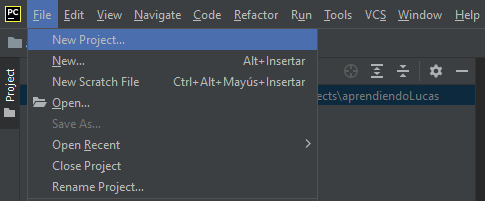 PC File Edit View Navigate Code Refactor Run Tools VCS Window Help
New Project...
New... Alt+Insertar
Project
New Scratch File Ctrl+Alt+Mayús+Insertar
Open... ects\aprendiendoLucas
Save As...
Open Recent
Close Project
Rename Project...